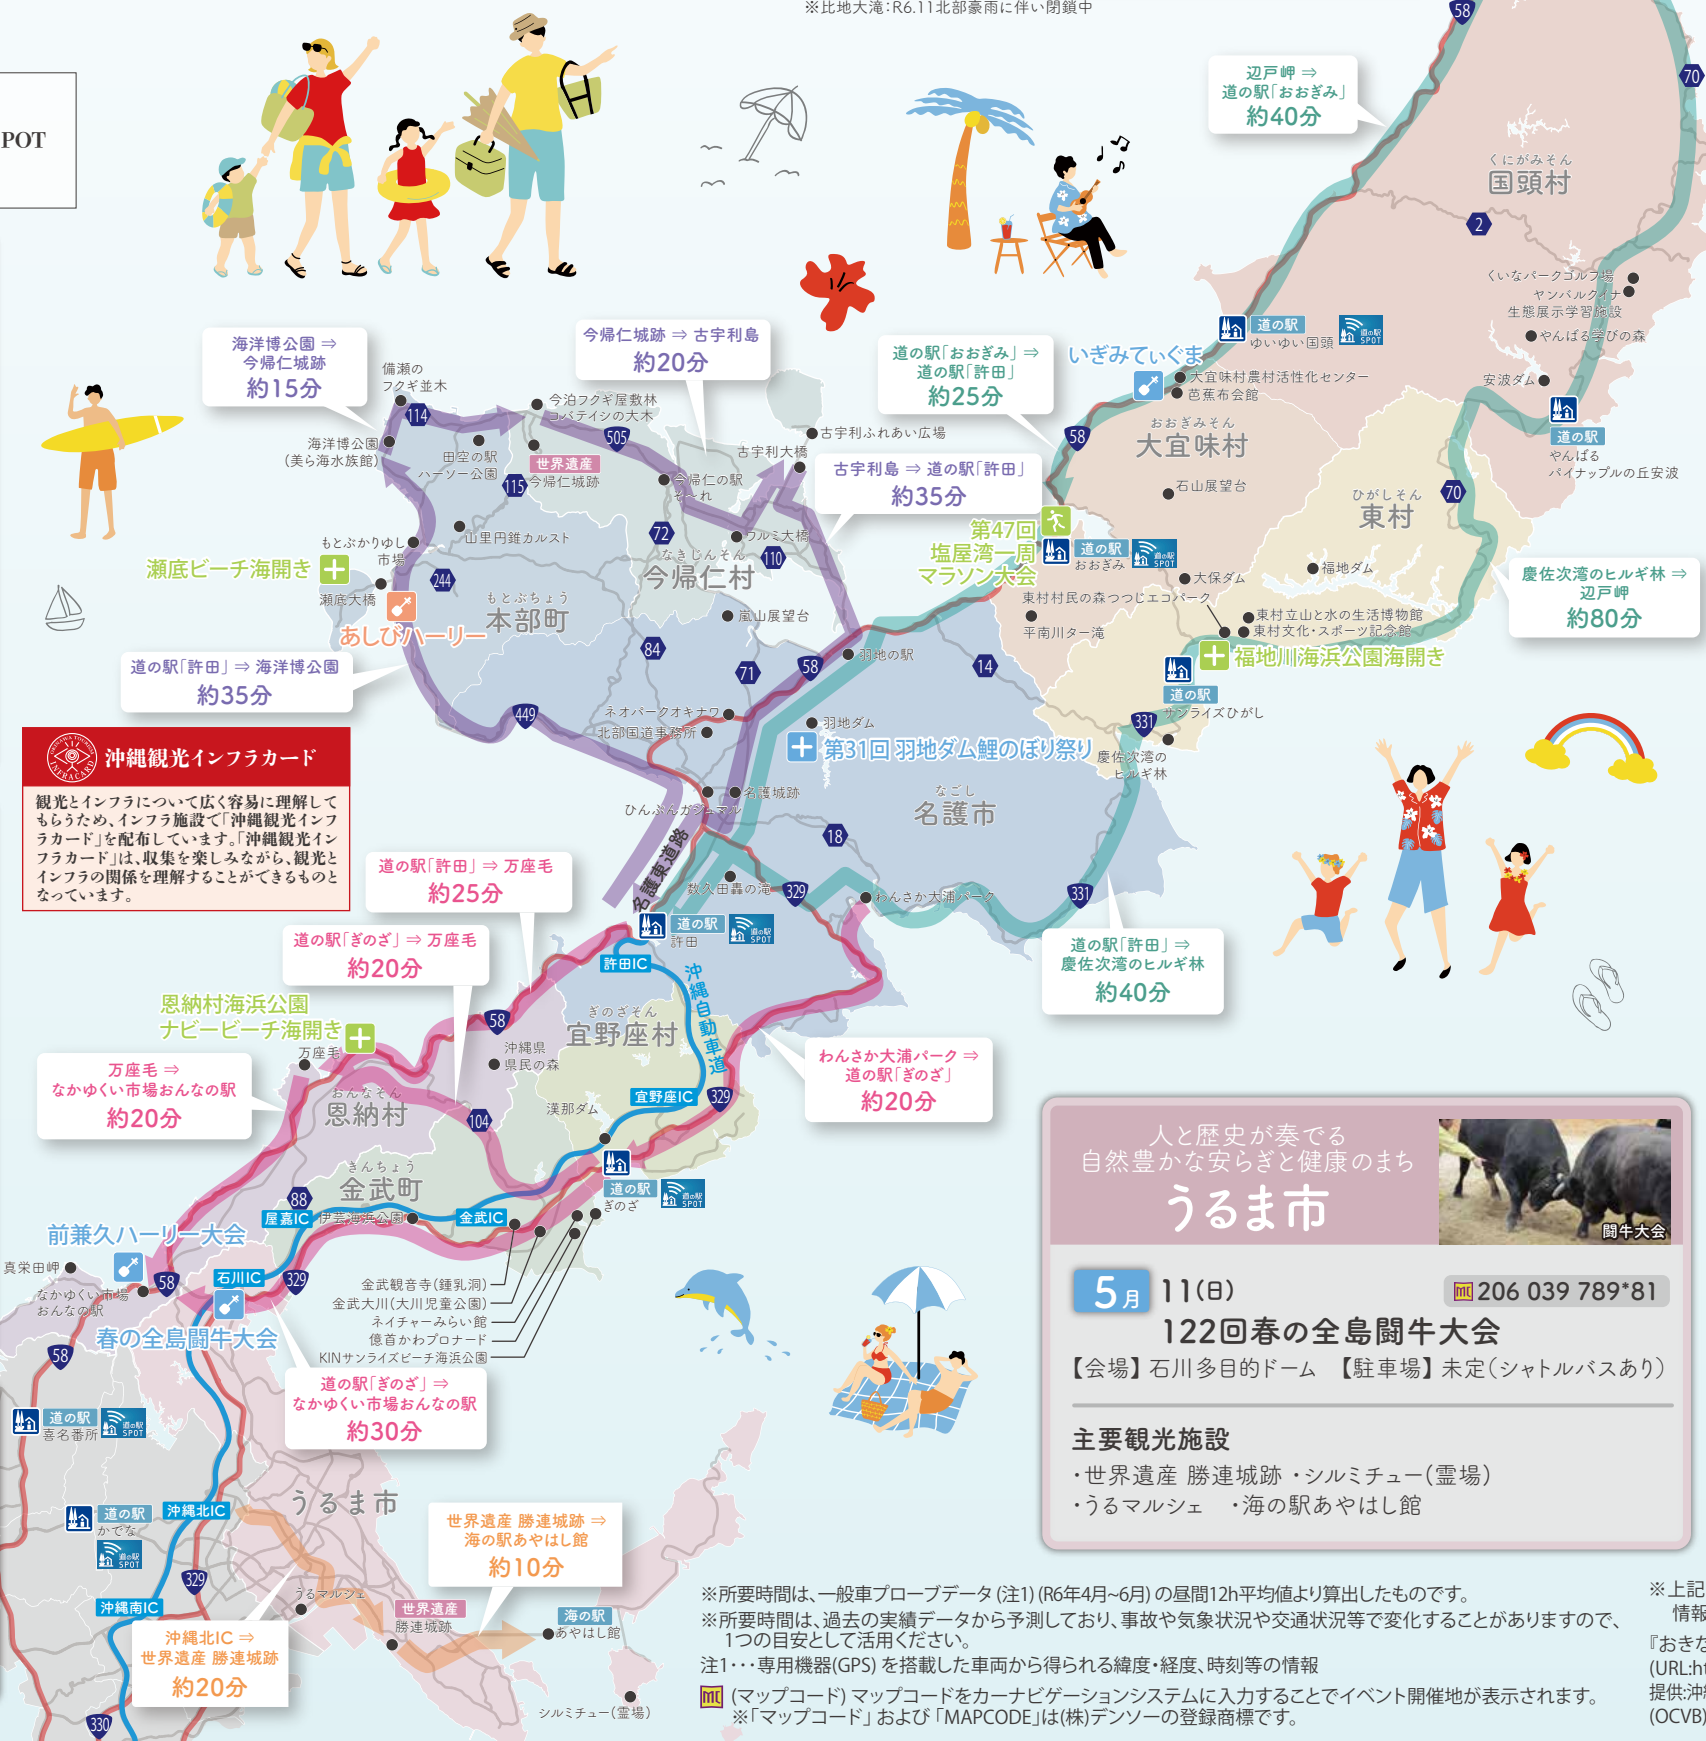 ※比地大滝：R6.11北部豪雨に伴い閉鎖中
POT
58
70
辺戸岬 ⇒
道の駅「おおぎみ」
約40分
くにがみそん
国頭村
2
くいなパークゴルフ場
ヤンバルクイナ
生態展示学習施設
やんばる学びの森
安波ダム
道の駅
やんばる
パイナップルの丘安波
道の駅
ゆいゆい国頭
道の駅
SPOT
いぎみてぃぐま
大宜味村農村活性化センター
芭蕉布会館
おおぎみそん
大宜味村
58
石山展望台
ひがしそん
東村
70
海洋博公園 ⇒
今帰仁城跡
約15分
今帰仁城跡 ⇒ 古宇利島
約20分
道の駅「おおぎみ」⇒
道の駅「許田」
約25分
備瀬の
フクギ並木
114
今泊フクギ屋敷林
コバテイシの大木
505
古宇利ふれあい広場
古宇利大橋
海洋博公園
(美ら海水族館)
田空の駅
ハーソー公園
世界遺産
115
今帰仁城跡
今帰仁の駅
そ～れ
古宇利島 ⇒ 道の駅「許田」
約35分
山里円錐カルスト
72
ワルミ大橋
110
なきじんそん
今帰仁村
もとぶかりゆし
市場
瀬底ビーチ海開き
244
瀬底大橋
もとぶちょう
本部町
あしびハーリー
嵐山展望台
84
71
58
羽地の駅
14
第47回
塩屋湾一周
マラソン大会
道の駅
おおぎみ
道の駅
SPOT
大保ダム
福地ダム
東村村民の森つつじエコパーク
平南川ター滝
東村立山と水の生活博物館
東村文化・スポーツ記念館
福地川海浜公園海開き
慶佐次湾のヒルギ林 ⇒
辺戸岬
約80分
道の駅
サンライズひがし
331
慶佐次湾の
ヒルギ林
道の駅「許田」⇒ 海洋博公園
約35分
449
ネオパークオキナワ
北部国道事務所
羽地ダム
第31回 羽地ダム鯉のぼり祭り
なごし
名護市
名護城跡
ひんぷんガジュマル
18
名護東道路
数久田轟の滝
329
わんさか大浦パーク
331
沖縄観光インフラカード
OKINAWA TOURISM
INFRACARD
観光とインフラについて広く容易に理解して
もらうため、インフラ施設で「沖縄観光インフ
ラカード」を配布しています。「沖縄観光イン
フラカード」は、収集を楽しみながら、観光と
インフラの関係を理解することができるものと
なっています。
道の駅「許田」⇒ 万座毛
約25分
道の駅「ぎのざ」⇒ 万座毛
約20分
道の駅
許田
道の駅
SPOT
許田IC
沖縄自動車道
道の駅「許田」⇒
慶佐次湾のヒルギ林
約40分
恩納村海浜公園
ナビービーチ海開き
万座毛
58
沖縄県
県民の森
ぎのざそん
宜野座村
万座毛 ⇒
なかゆくい市場おんなの駅
約20分
おんなそん
恩納村
104
漢那ダム
宜野座IC
329
わんさか大浦パーク ⇒
道の駅「ぎのざ」
約20分
きんちょう
金武町
88
屋嘉IC
伊芸海浜公園
金武IC
道の駅
ぎのざ
道の駅
SPOT
前兼久ハーリー大会
真栄田岬
なかゆくい市場
おんなの駅
58
石川IC
329
春の全島闘牛大会
58
金武観音寺(鍾乳洞)
金武大川(大川児童公園)
ネイチャーみらい館
億首かわプロナード
KINサンライズビーチ海浜公園
道の駅「ぎのざ」⇒
なかゆくい市場おんなの駅
約30分
道の駅
喜名番所
道の駅
SPOT
道の駅
かでな
道の駅
SPOT
沖縄北IC
うるま市
329
沖縄南IC
うるマルシェ
世界遺産 勝連城跡 ⇒
海の駅あやはし館
約10分
世界遺産
勝連城跡
海の駅
あやはし館
沖縄北IC ⇒
世界遺産 勝連城跡
約20分
330
シルミチュー(霊場)
人と歴史が奏でる
自然豊かな安らぎと健康のまち
うるま市
闘牛大会
5月 11(日)
206 039 789*81
122回春の全島闘牛大会
【会場】石川多目的ドーム 【駐車場】未定(シャトルバスあり)
主要観光施設
・世界遺産 勝連城跡 ・シルミチュー(霊場)
・うるマルシェ ・海の駅あやはし館
※所要時間は、一般車プローブデータ(注1)(R6年4月~6月)の昼間12h平均値より算出したものです。
※所要時間は、過去の実績データから予測しており、事故や気象状況や交通状況等で変化することがありますので、
1つの目安として活用ください。
注1・・・専用機器(GPS)を搭載した車両から得られる緯度・経度、時刻等の情報
(マップコード)マップコードをカーナビゲーションシステムに入力することでイベント開催地が表示されます。
※「マップコード」および「MAPCODE」は(株)デンソーの登録商標です。
※上記
情報
『おきな
(URL:ht
提供:沖縄
(OCVB)